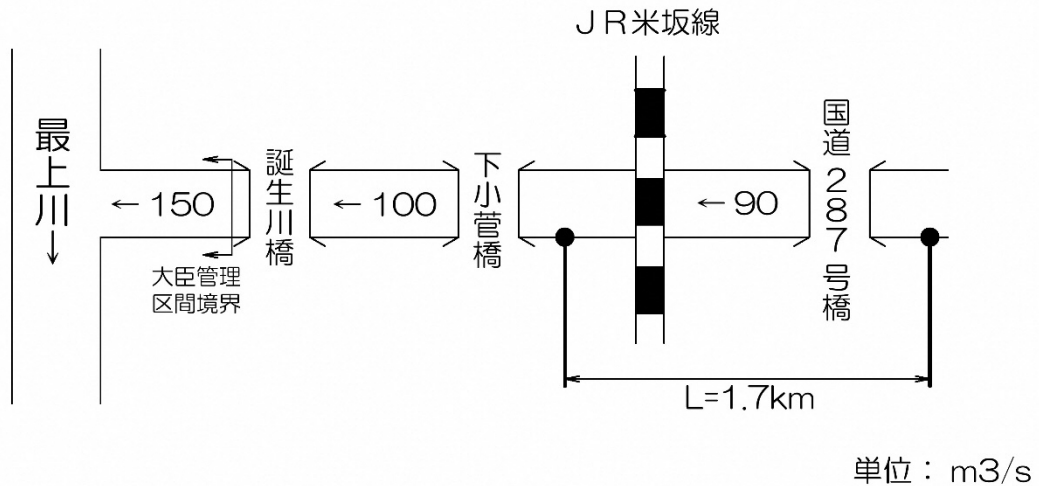 JR米坂線
最上川↓
←150
大臣管理
区間境界
誕生川橋
←100
下小菅橋
←90
国道287号橋
L=1.7km
単位：m3/s